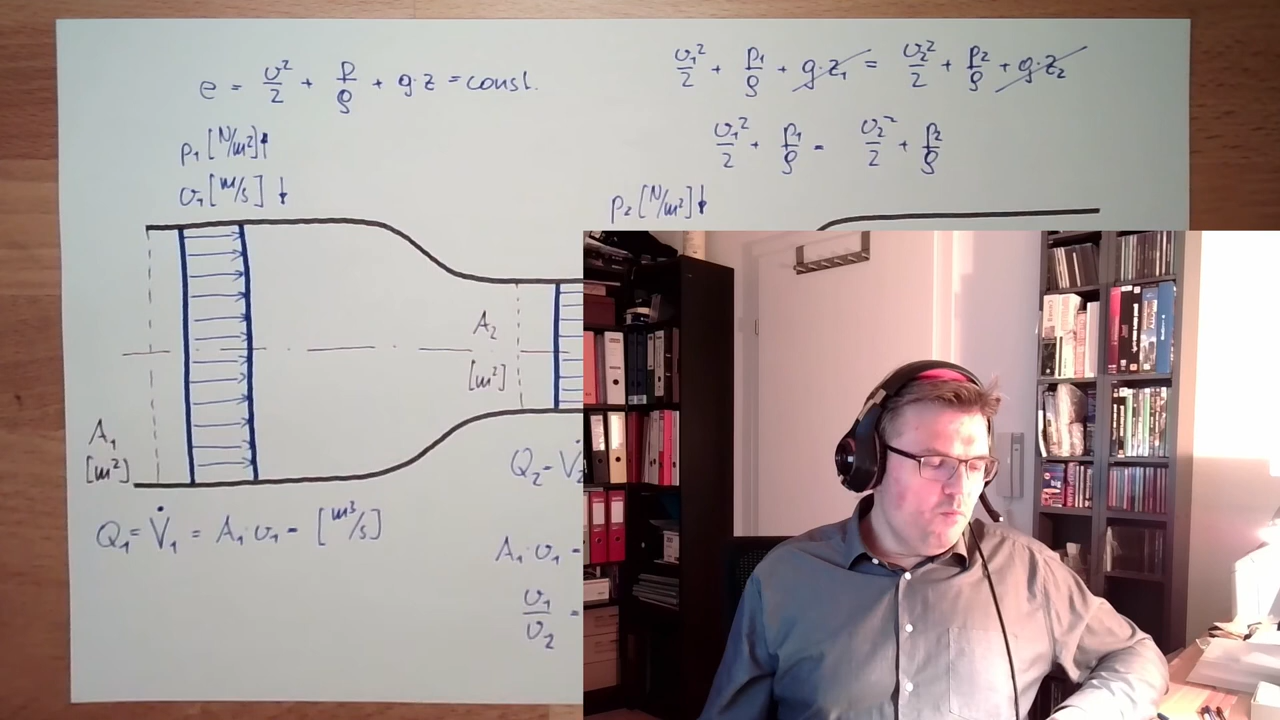 e = v²/2 + p/ρ + g·z = const.
v₁²/2 + p₁/ρ + g·z₁ = v₂²/2 + p₂/ρ + g·z₂
v₁²/2 + p₁/ρ = v₂²/2 + p₂/ρ
p₁ [N/m²] ↑
v₁ [m/s] ↓
p₂ [N/m²] ↓
A₂
[m²]
A₁
[m²]
Q₂ = V̇₂
Q₁ = V̇₁ = A₁·v₁ = [m³/s]
A₁·v₁ =
v₁/v₂ =